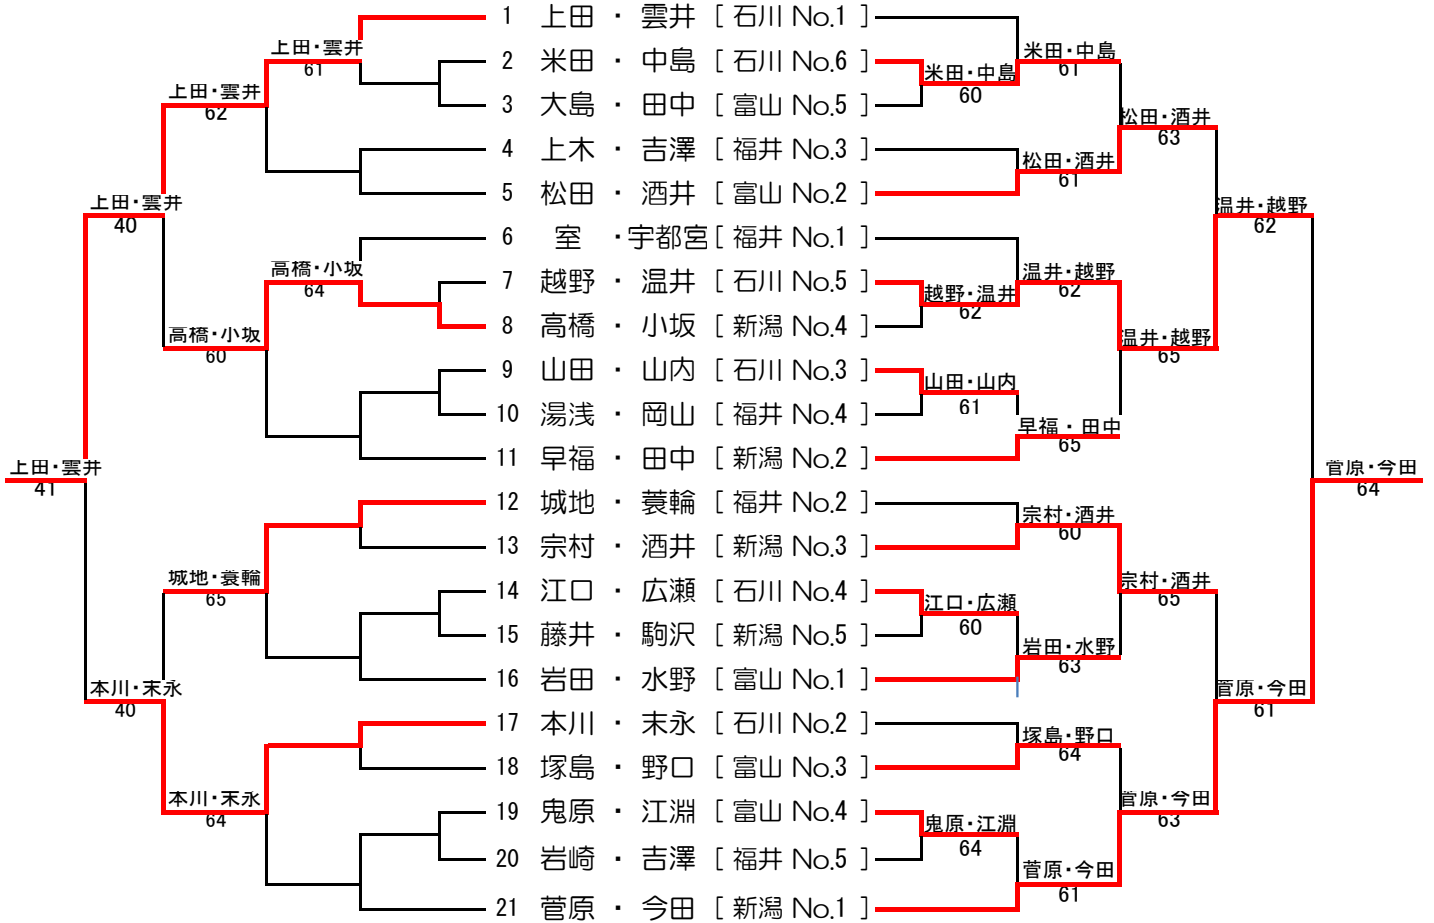 1 上田 ・ 雲井 [ 石川 No.1 ]
2 米田 ・ 中島 [ 石川 No.6 ]
3 大島 ・ 田中 [ 富山 No.5 ]
4 上木 ・ 吉澤 [ 福井 No.3 ]
5 松田 ・ 酒井 [ 富山 No.2 ]
6 室 ・宇都宮 [ 福井 No.1 ]
7 越野 ・ 温井 [ 石川 No.5 ]
8 高橋 ・ 小坂 [ 新潟 No.4 ]
9 山田 ・ 山内 [ 石川 No.3 ]
10 湯浅 ・ 岡山 [ 福井 No.4 ]
11 早福 ・ 田中 [ 新潟 No.2 ]
12 城地 ・ 蓑輪 [ 福井 No.2 ]
13 宗村 ・ 酒井 [ 新潟 No.3 ]
14 江口 ・ 広瀬 [ 石川 No.4 ]
15 藤井 ・ 駒沢 [ 新潟 No.5 ]
16 岩田 ・ 水野 [ 富山 No.1 ]
17 本川 ・ 末永 [ 石川 No.2 ]
18 塚島 ・ 野口 [ 富山 No.3 ]
19 鬼原 ・ 江淵 [ 富山 No.4 ]
20 岩崎 ・ 吉澤 [ 福井 No.5 ]
21 菅原 ・ 今田 [ 新潟 No.1 ]
上田・雲井
61
上田・雲井
62
上田・雲井
40
高橋・小坂
64
高橋・小坂
60
上田・雲井
41
城地・蓑輪
65
本川・末永
40
本川・末永
64
米田・中島
60
越野・温井
62
山田・山内
61
江口・広瀬
60
鬼原・江淵
64
米田・中島
61
松田・酒井
61
温井・越野
62
早福・田中
65
宗村・酒井
60
岩田・水野
63
塚島・野口
64
菅原・今田
61
松田・酒井
63
温井・越野
65
宗村・酒井
65
菅原・今田
63
温井・越野
62
菅原・今田
61
菅原・今田
64